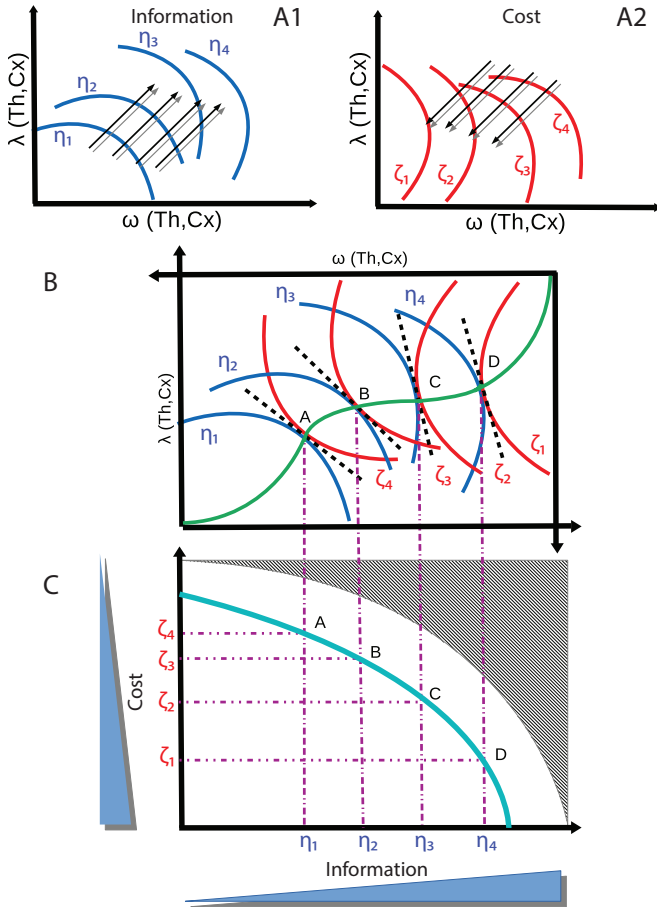 Information A1
η3
η4
η2
η1
λ (Th,Cx)
ω (Th,Cx)
Cost A2
ζ4
ζ1
ζ2
ζ3
λ (Th,Cx)
ω (Th,Cx)
B
ω (Th,Cx)
η3
η4
η2
η1
D
C
B
A
ζ4
ζ3
ζ2
ζ1
λ (Th,Cx)
C
Cost
ζ4
ζ3
ζ2
ζ1
A
B
C
D
η1
η2
η3
η4
Information